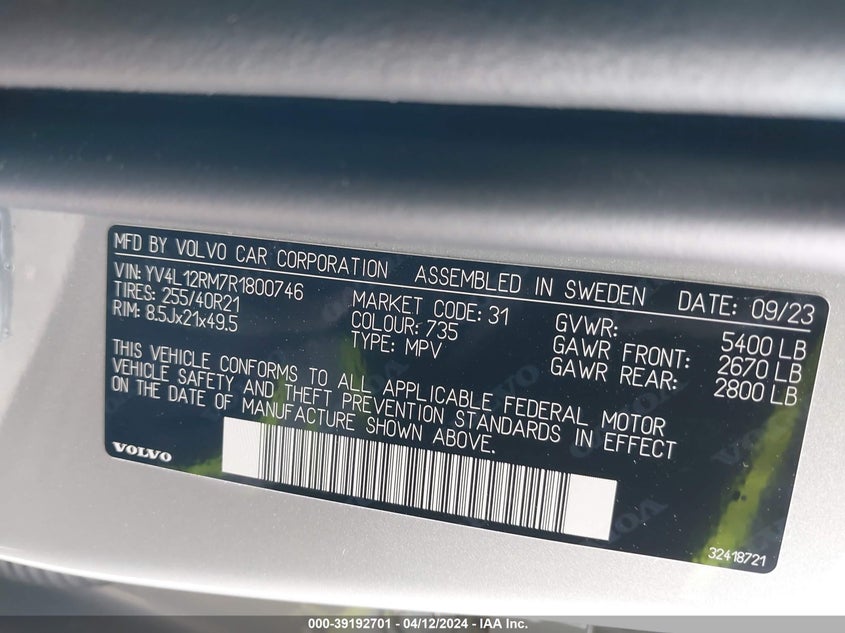 MFD BY VOLVO CAR CORPORATION ASSEMBLED IN SWEDEN DATE: 09/23
VIN: YV4L12RM7R1800746 MARKET CODE: 31 GVWR: 5400 LB
TIRES: 255/40R21 COLOUR: 735 GAWR FRONT: 2670 LB
RIM: 8.5Jx21x49.5 TYPE: MPV GAWR REAR: 2800 LB
THIS VEHICLE CONFORMS TO ALL APPLICABLE FEDERAL MOTOR
VEHICLE SAFETY AND THEFT PREVENTION STANDARDS IN EFFECT
ON THE DATE OF MANUFACTURE SHOWN ABOVE.
VOLVO
32418721
000-39192701 - 04/12/2024 - IAA Inc.